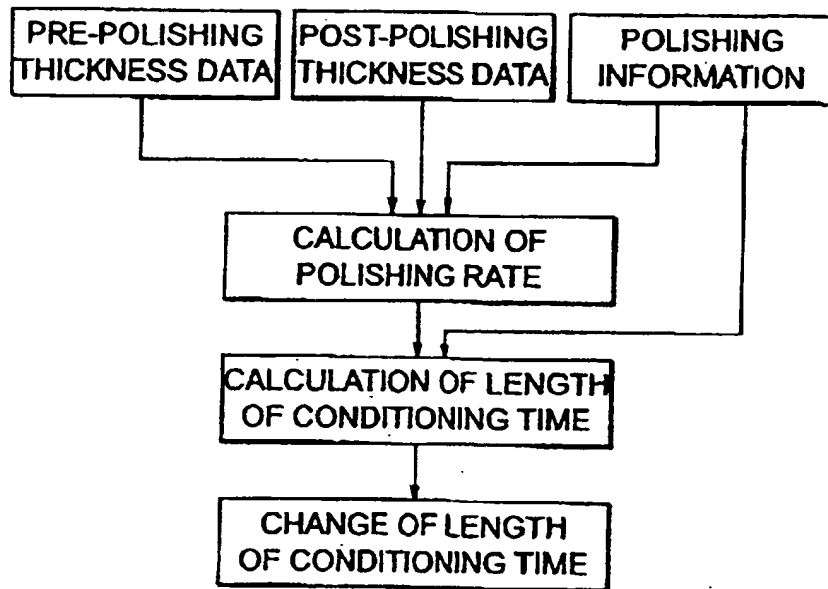 PRE-POLISHING
THICKNESS DATA
POST-POLISHING
THICKNESS DATA
POLISHING
INFORMATION
CALCULATION OF
POLISHING RATE
CALCULATION OF LENGTH
OF CONDITIONING TIME
CHANGE OF LENGTH
OF CONDITIONING TIME